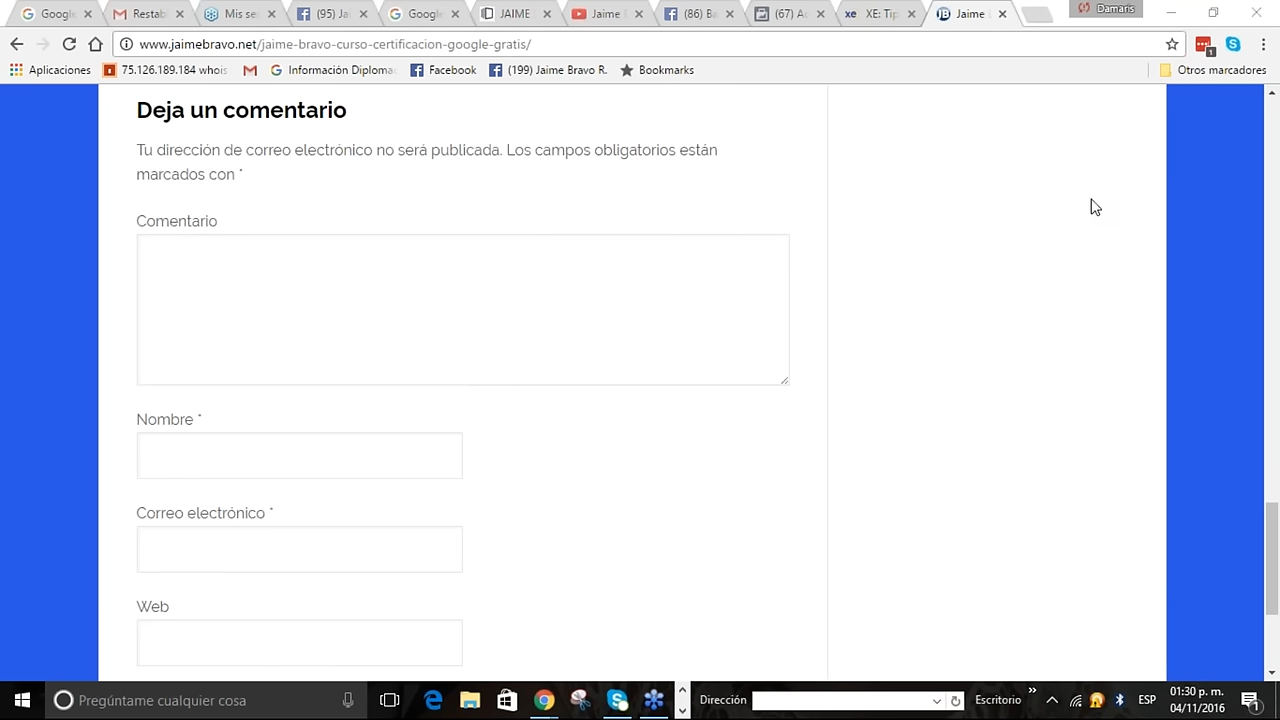 Google
Restab
Mis se
(95) Ja
Google
JAIME
Jaime
(86) Ba
(67) A
XE: Tip
Jaime
Damaris
www.jaimebravo.net/jaime-bravo-curso-certificacion-google-gratis/
Aplicaciones
75.126.189.184 whois
Información Diploma
Facebook
(199) Jaime Bravo R.
Bookmarks
Otros marcadores
Deja un comentario
Tu dirección de correo electrónico no será publicada. Los campos obligatorios están
marcados con *
Comentario
Nombre *
Correo electrónico *
Web
Pregúntame cualquier cosa
Dirección
Escritorio
ESP
01:30 p. m.
04/11/2016